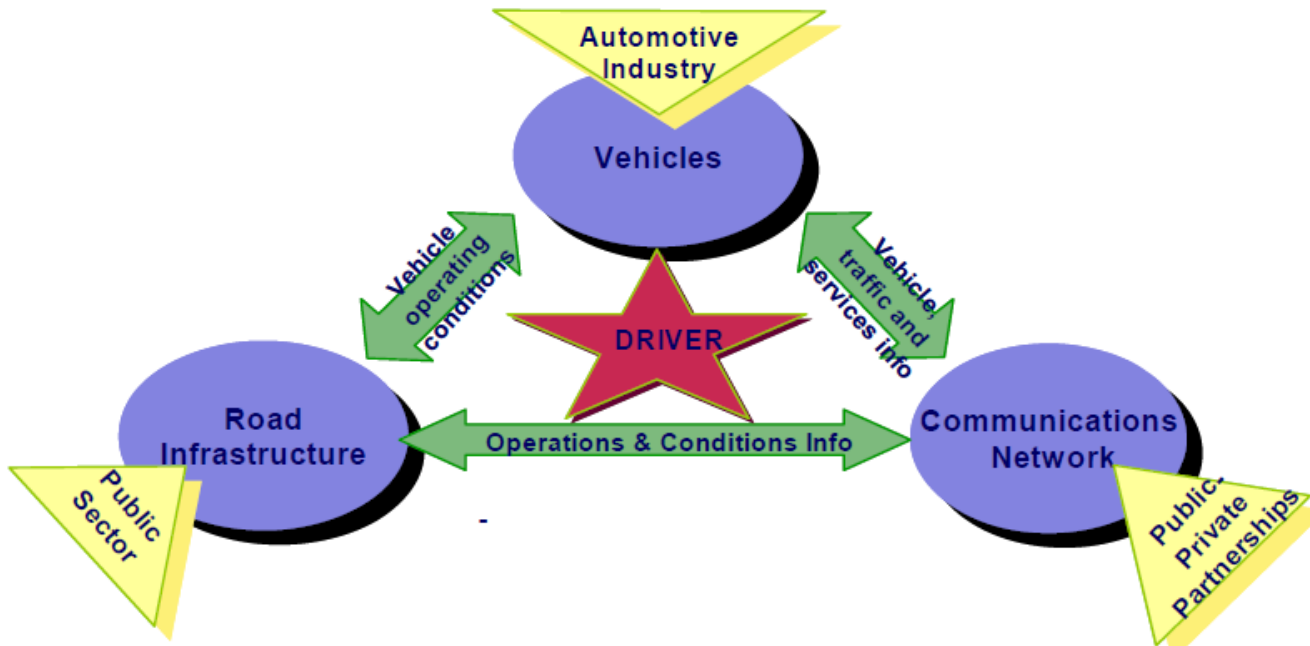 Automotive
Industry
Vehicles
Vehicle
operating
conditions
Vehicle,
traffic and
services info
DRIVER
Road
Infrastructure
Operations & Conditions Info
Communications
Network
Public
Sector
-
Public-
Private
Partnerships